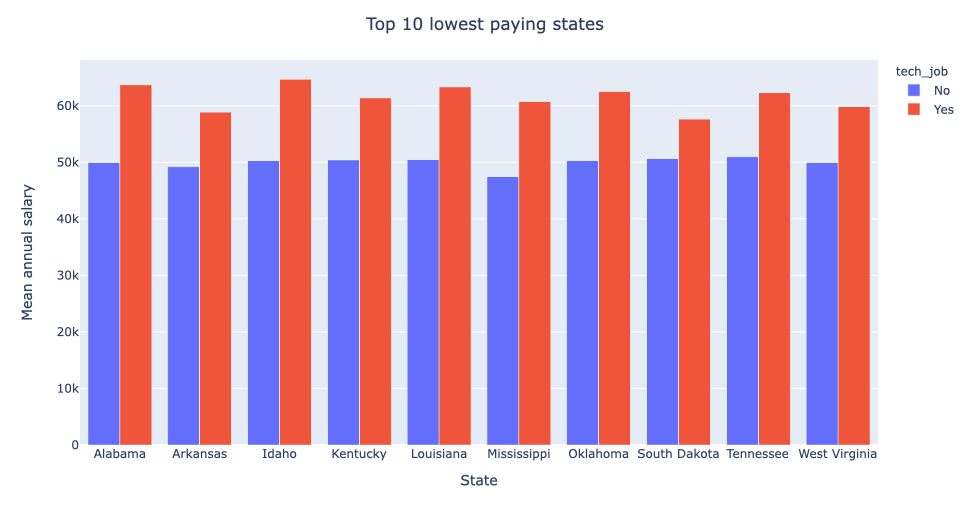 Top 10 lowest paying states
tech_job
No
Yes
Mean annual salary
60k
50k
40k
30k
20k
10k
0
Alabama Arkansas Idaho Kentucky Louisiana Mississippi Oklahoma South Dakota Tennessee West Virginia
State